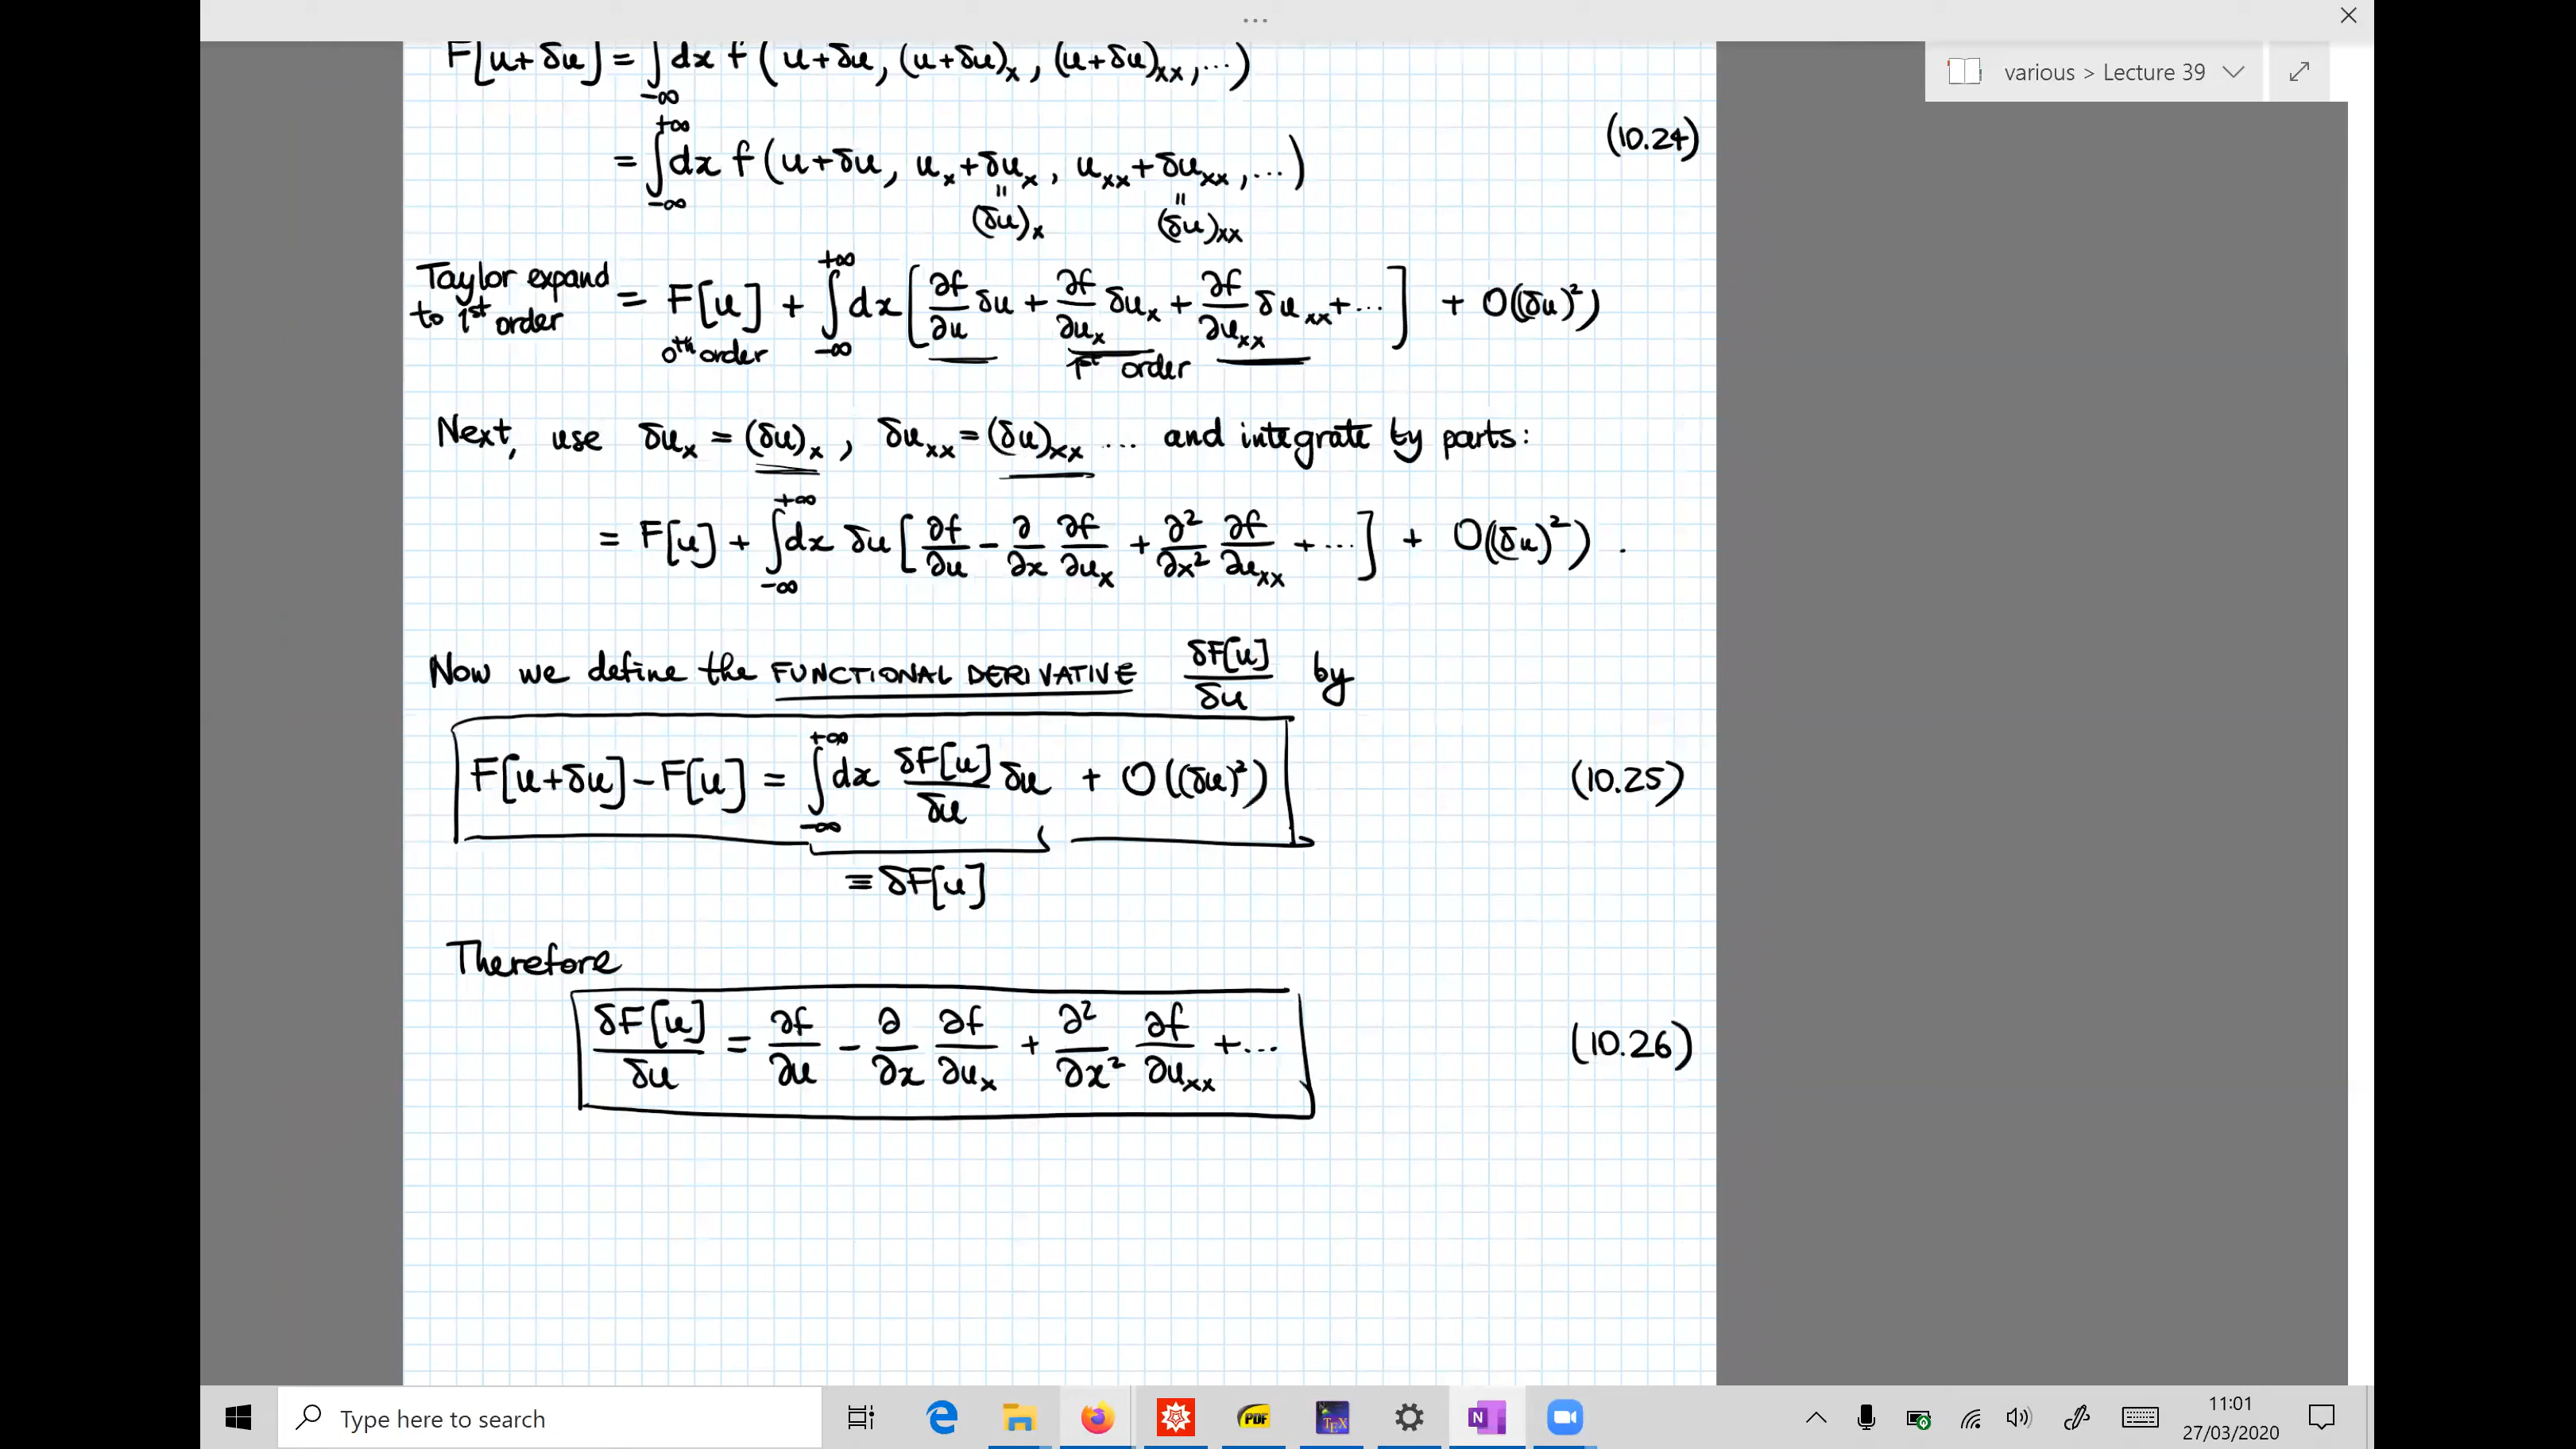 ...
various > Lecture 39
F[u+δu] = ∫_{-∞} dx f(u+δu, (u+δu)_x, (u+δu)_xx, ...)
= ∫_{-∞}^{+∞} dx f(u+δu, u_x+δu_x, u_xx+δu_xx, ...) (10.24)
" "
(δu)_x (δu)_xx
Taylor expand to 1st order = F[u] + ∫_{-∞}^{+∞} dx [∂f/∂u δu + ∂f/∂u_x δu_x + ∂f/∂u_xx δu_xx + ...] + O((δu)²)
0th order 1st order
Next, use δu_x = (δu)_x, δu_xx = (δu)_xx ... and integrate by parts:
= F[u] + ∫_{-∞}^{+∞} dx δu [∂f/∂u - ∂/∂x ∂f/∂u_x + ∂²/∂x² ∂f/∂u_xx + ...] + O((δu)²).
Now we define the FUNCTIONAL DERIVATIVE δF[u]/δu by
F[u+δu] - F[u] = ∫_{-∞}^{+∞} dx δF[u]/δu δu + O((δu)²) (10.25)
≡ δF[u]
Therefore
δF[u]/δu = ∂f/∂u - ∂/∂x ∂f/∂u_x + ∂²/∂x² ∂f/∂u_xx + ... (10.26)
Type here to search
PDF
TEX
N
11:01
27/03/2020